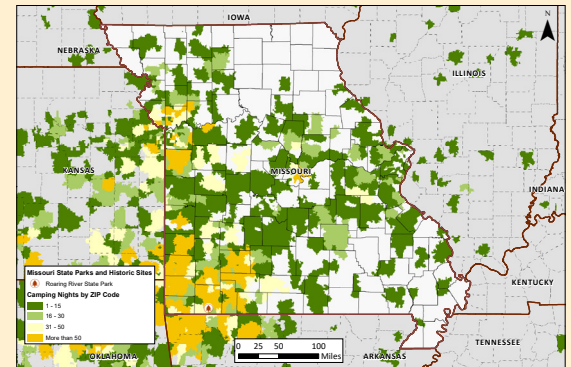 IOWA
N
NEBRASKA
ILLINOIS
KANSAS
MISSOURI
INDIANA
Missouri State Parks and Historic Sites
Roaring River State Park
Camping Nights by ZIP Code
1 - 15
16 - 30
31 - 50
More than 50
KENTUCKY
0 25 50 100
Miles
TENNESSEE
OKLAHOMA
ARKANSAS